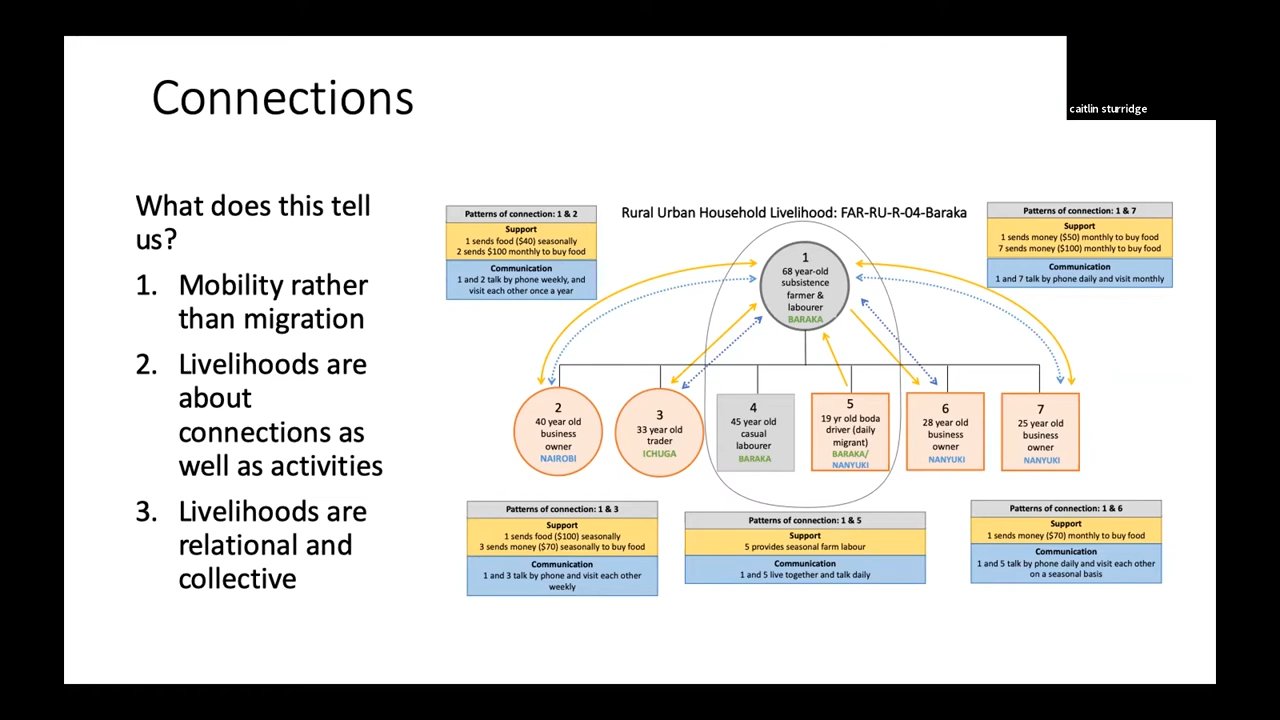 Connections
caitlin sturridge
What does this tell
us?
1. Mobility rather
than migration
2. Livelihoods are
about
connections as
well as activities
3. Livelihoods are
relational and
collective
Rural Urban Household Livelihood: FAR-RU-R-04-Baraka
Patterns of connection: 1 & 2
Support
1 sends food ($40) seasonally
2 sends $100 monthly to buy food
Communication
1 and 2 talk by phone weekly, and
visit each other once a year
Patterns of connection: 1 & 7
Support
1 sends money ($50) monthly to buy food
7 sends money ($100) monthly to buy food
Communication
1 and 7 talk by phone daily and visit monthly
1
68 year-old
subsistence
farmer &
labourer
BARAKA
2
40 year old
business
owner
NAIROBI
3
33 year old
trader
ICHUGA
4
45 year old
casual
labourer
BARAKA
5
19 yr old boda
driver (daily
migrant)
BARAKA/
NANYUKI
6
28 year old
business
owner
NANYUKI
7
25 year old
business
owner
NANYUKI
Patterns of connection: 1 & 3
Support
1 sends food ($100) seasonally
3 sends money ($70) seasonally to buy food
Communication
1 and 3 talk by phone and visit each other
weekly
Patterns of connection: 1 & 5
Support
5 provides seasonal farm labour
Communication
1 and 5 live together and talk daily
Patterns of connection: 1 & 6
Support
1 sends money ($70) monthly to buy food
Communication
1 and 5 talk by phone daily and visit each other
on a seasonal basis